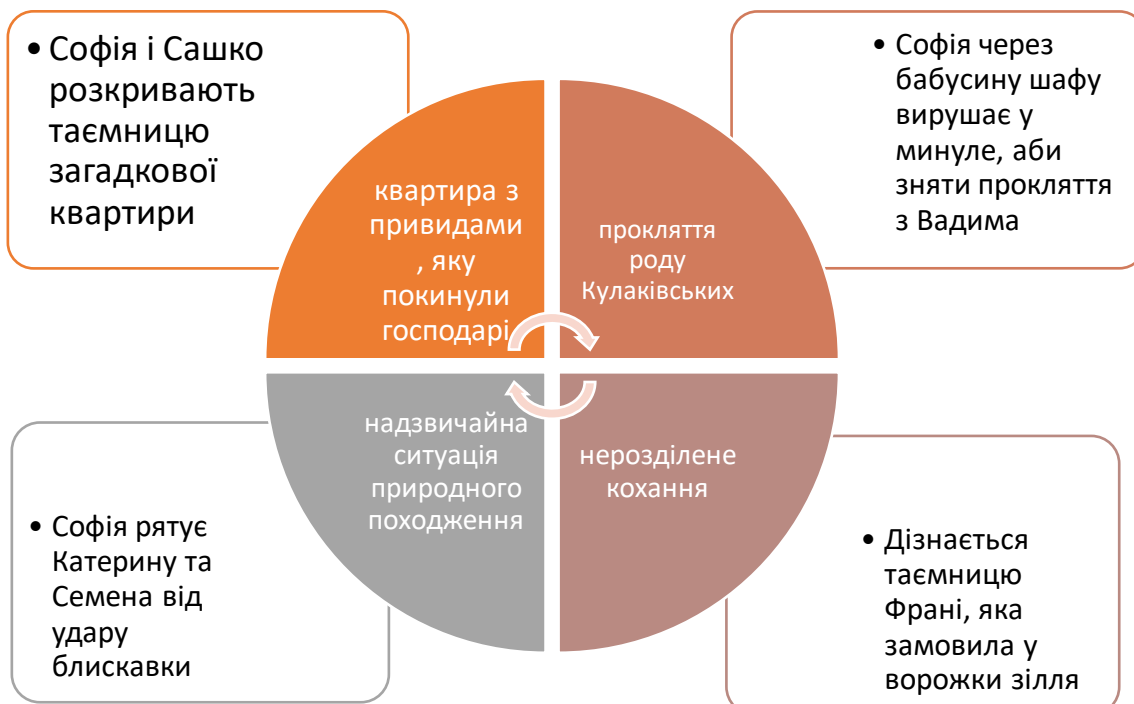 • Софія і Сашко
розкривають
таємницю
загадкової
квартири
квартира з
привидами
, яку
покинули
господарі
прокляття
роду
Кулаківських
• Софія через
бабусину шафу
вирушає у
минуле, аби
зняти прокляття
з Вадима
• Софія рятує
Катерину та
Семена від
удару
блискавки
надзвичайна
ситуація
природного
походження
нерозділене
кохання
• Дізнається
таємницю
Франі, яка
замовила у
ворожки зілля